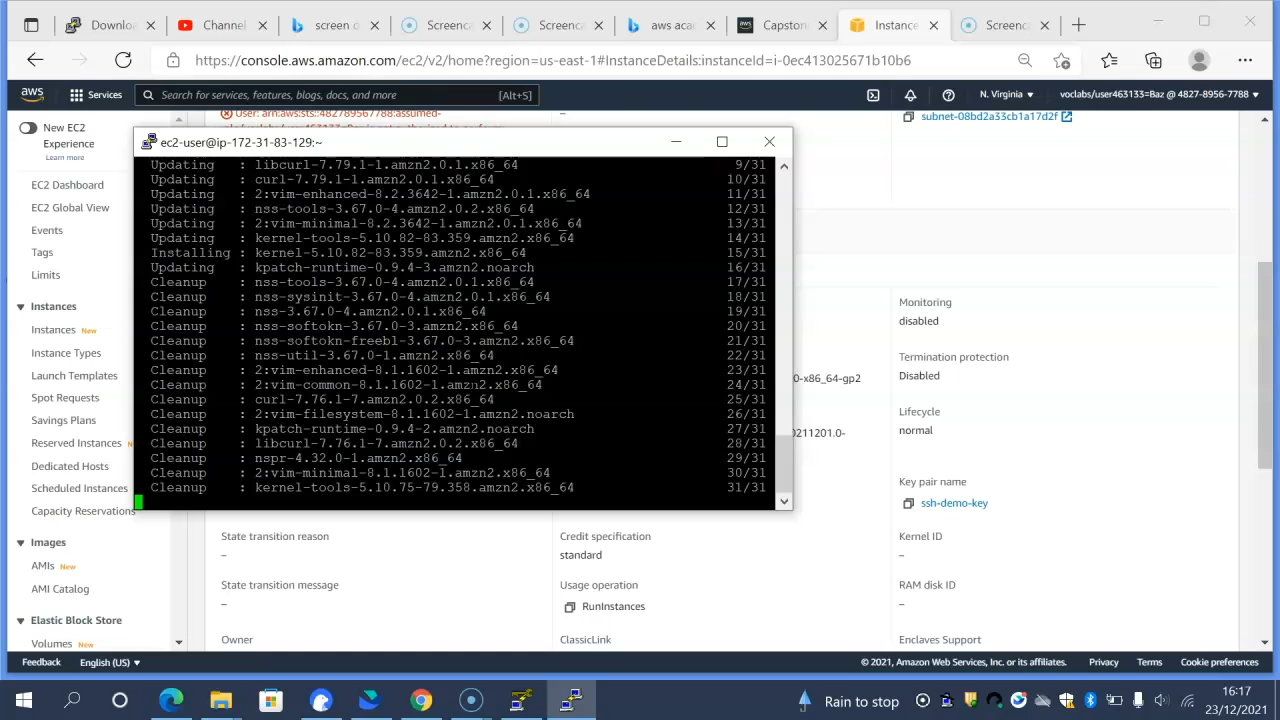 Downloa
Channel
screen o
Screenca
Screenca
aws aca
Capston
Instance
Screenc
https://console.aws.amazon.com/ec2/v2/home?region=us-east-1#InstanceDetails:instanceId=i-0ec413025671b10b6
aws
Services
Search for services, features, blogs, docs, and more
[Alt+S]
N. Virginia
voclabs/user463133=Baz @ 4827-8956-7788
New EC2
Experience
Learn more
EC2 Dashboard
EC2 Global View
Events
Tags
Limits
Instances
Instances New
Instance Types
Launch Templates
Spot Requests
Savings Plans
Reserved Instances N
Dedicated Hosts
Scheduled Instances
Capacity Reservations
Images
AMIs New
AMI Catalog
Elastic Block Store
Volumes New
User: arn:aws:sts::482789567788:assumed-
–
subnet-08bd2a33cb1a17d2f
ec2-user@ip-172-31-83-129:~
Updating : libcurl-7.79.1-1.amzn2.0.1.x86_64 9/31
Updating : curl-7.79.1-1.amzn2.0.1.x86_64 10/31
Updating : 2:vim-enhanced-8.2.3642-1.amzn2.0.1.x86_64 11/31
Updating : nss-tools-3.67.0-4.amzn2.0.2.x86_64 12/31
Updating : 2:vim-minimal-8.2.3642-1.amzn2.0.1.x86_64 13/31
Updating : kernel-tools-5.10.82-83.359.amzn2.x86_64 14/31
Installing : kernel-5.10.82-83.359.amzn2.x86_64 15/31
Updating : kpatch-runtime-0.9.4-3.amzn2.noarch 16/31
Cleanup : nss-tools-3.67.0-4.amzn2.0.1.x86_64 17/31
Cleanup : nss-sysinit-3.67.0-4.amzn2.0.1.x86_64 18/31
Cleanup : nss-3.67.0-4.amzn2.0.1.x86_64 19/31
Cleanup : nss-softokn-3.67.0-3.amzn2.x86_64 20/31
Cleanup : nss-softokn-freebl-3.67.0-3.amzn2.x86_64 21/31
Cleanup : nss-util-3.67.0-1.amzn2.x86_64 22/31
Cleanup : 2:vim-enhanced-8.1.1602-1.amzn2.x86_64 23/31
Cleanup : 2:vim-common-8.1.1602-1.amzn2.x86_64 24/31
Cleanup : curl-7.76.1-7.amzn2.0.2.x86_64 25/31
Cleanup : 2:vim-filesystem-8.1.1602-1.amzn2.noarch 26/31
Cleanup : kpatch-runtime-0.9.4-2.amzn2.noarch 27/31
Cleanup : libcurl-7.76.1-7.amzn2.0.2.x86_64 28/31
Cleanup : nspr-4.32.0-1.amzn2.x86_64 29/31
Cleanup : 2:vim-minimal-8.1.1602-1.amzn2.x86_64 30/31
Cleanup : kernel-tools-5.10.75-79.358.amzn2.x86_64 31/31
0-x86_64-gp2
0211201.0-
Monitoring
disabled
Termination protection
Disabled
Lifecycle
normal
Key pair name
ssh-demo-key
State transition reason
–
Credit specification
standard
Kernel ID
–
State transition message
–
Usage operation
RunInstances
RAM disk ID
–
Owner
ClassicLink
Enclaves Support
Feedback
English (US)
© 2021, Amazon Web Services, Inc. or its affiliates.
Privacy
Terms
Cookie preferences
Rain to stop
16:17
23/12/2021